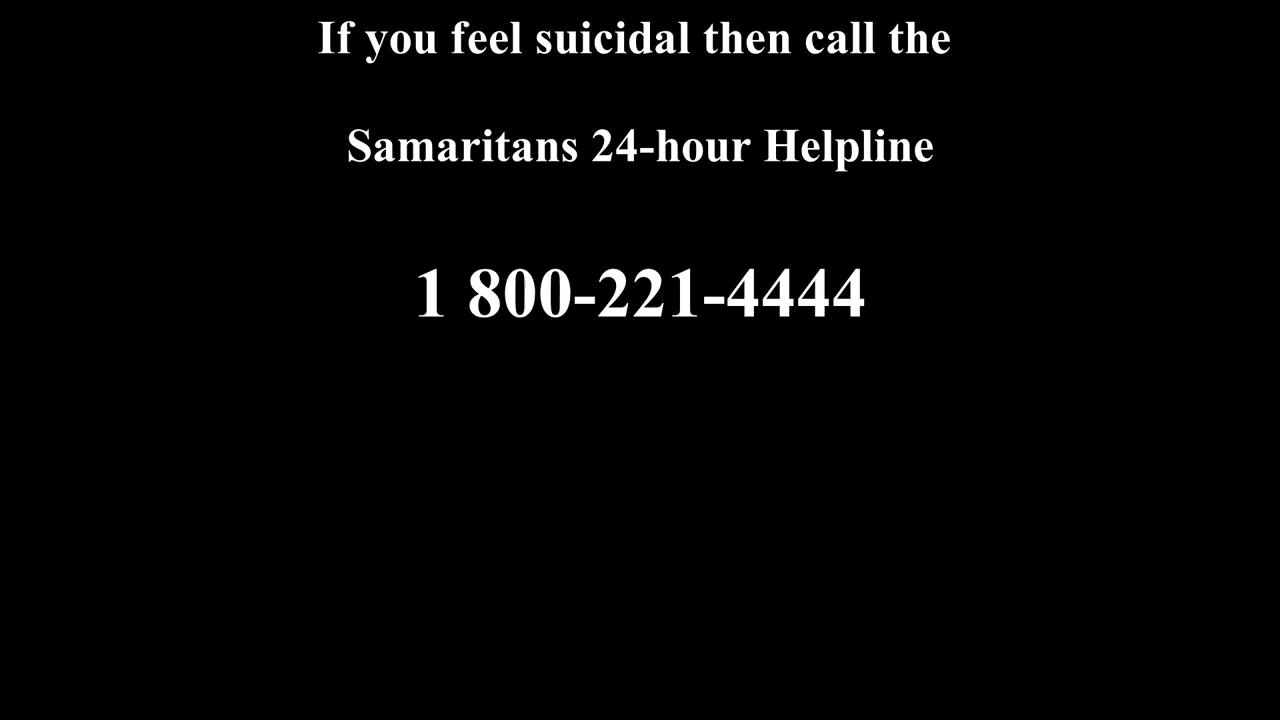 If you feel suicidal then call the
Samaritans 24-hour Helpline
1 800-221-4444